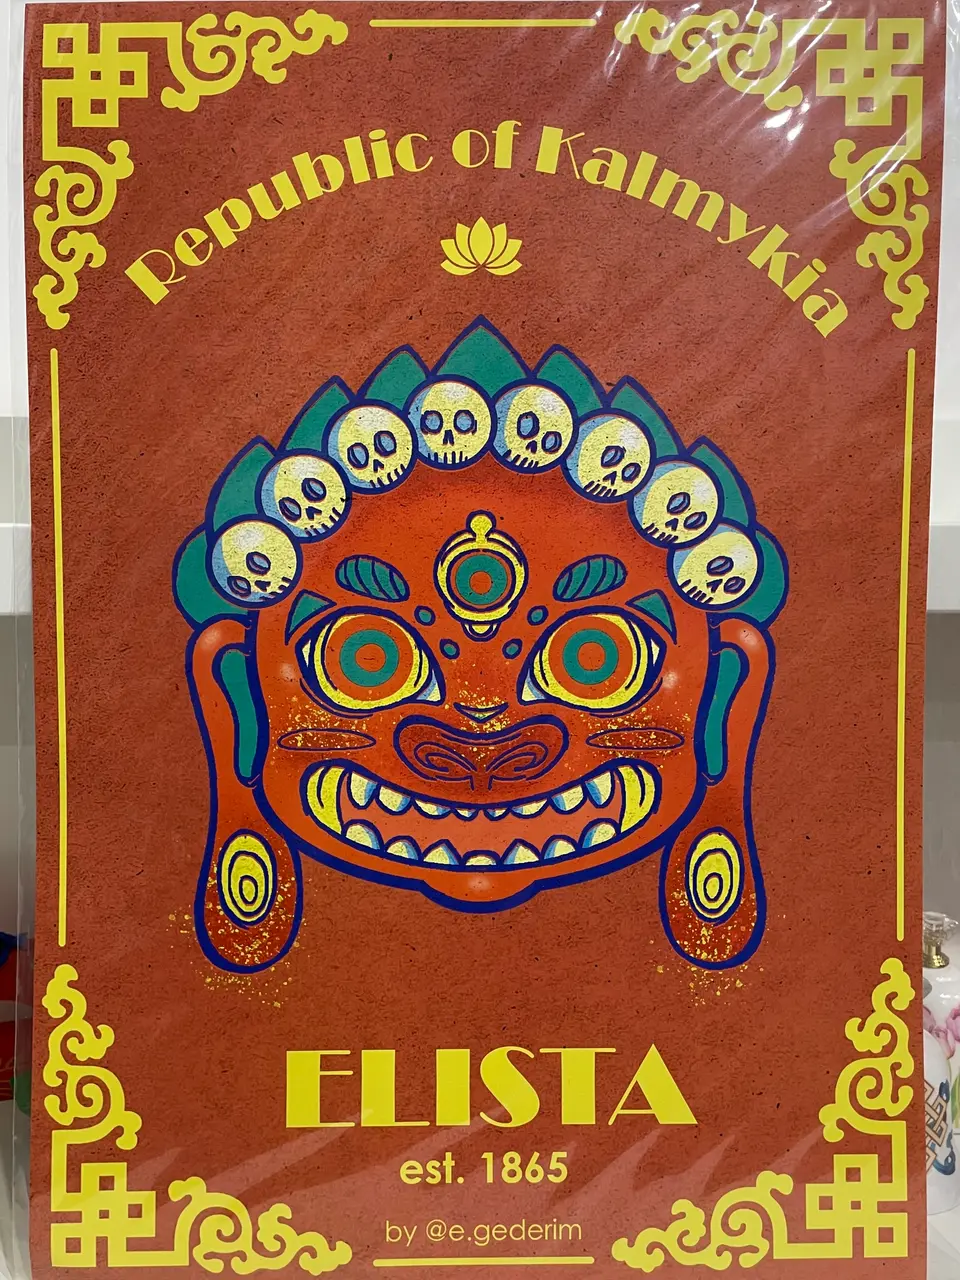 Republic of Kalmykia
ELISTA
est. 1865
by @e.gederim